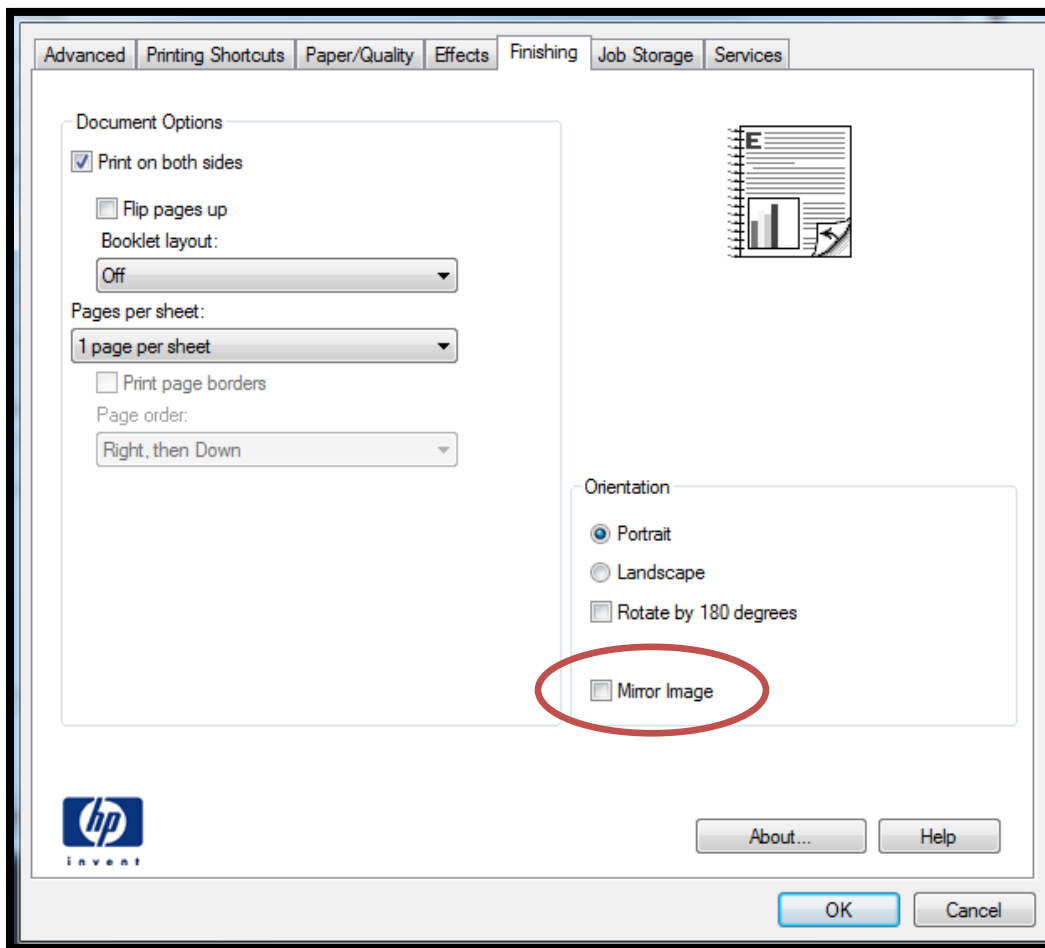 Advanced Printing Shortcuts Paper/Quality Effects Finishing Job Storage Services
Document Options
Print on both sides
Flip pages up
Booklet layout:
Off
Pages per sheet:
1 page per sheet
Print page borders
Page order:
Right, then Down
E
Orientation
Portrait
Landscape
Rotate by 180 degrees
Mirror Image
hp
invent
About... Help
OK Cancel